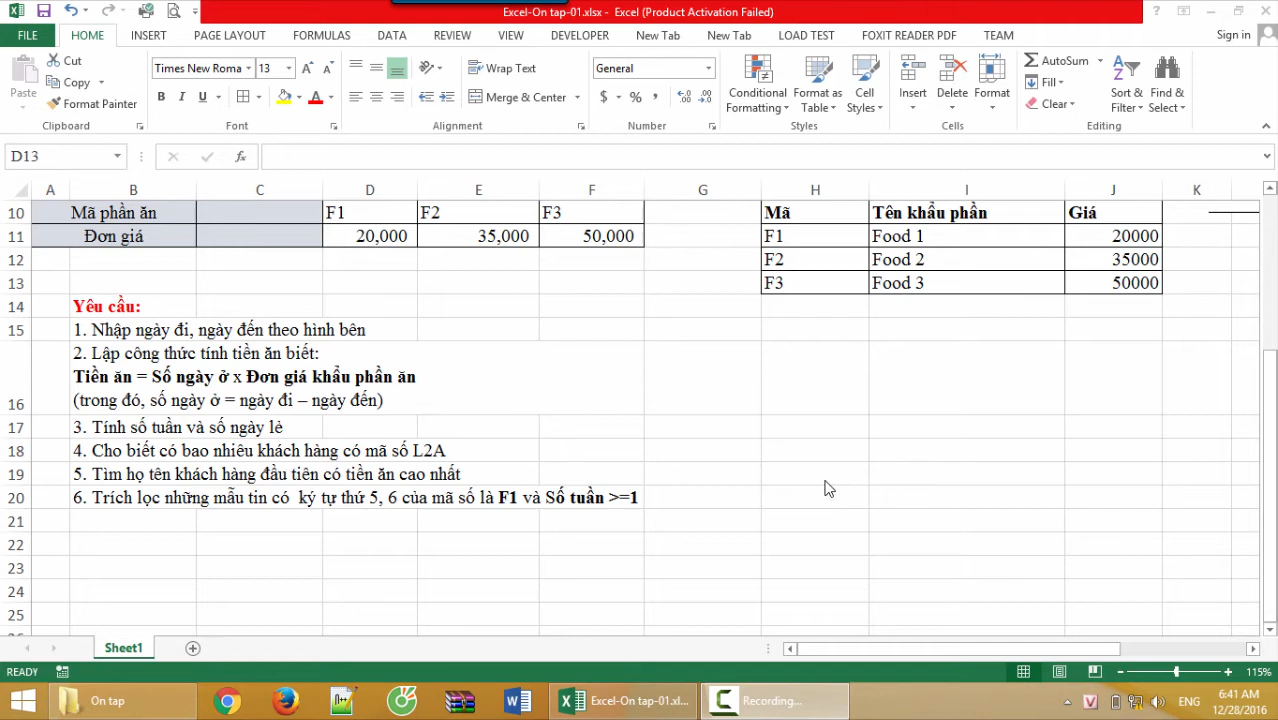 Excel-On tap-01.xlsx - Excel (Product Activation Failed)
FILE HOME INSERT PAGE LAYOUT FORMULAS DATA REVIEW VIEW DEVELOPER New Tab New Tab LOAD TEST FOXIT READER PDF TEAM Sign in
Paste
Cut
Copy
Format Painter
Clipboard
Times New Roma 13
B I U
Font
Wrap Text
Merge & Center
Alignment
General
$ % ,
Number
Conditional Formatting
Format as Table
Cell Styles
Styles
Insert Delete Format
Cells
AutoSum
Fill
Clear
Sort & Filter
Find & Select
Editing
D13
fx
A B C D E F G H I J K
10 Mã phần ăn F1 F2 F3 Mã Tên khẩu phần Giá
11 Đơn giá 20,000 35,000 50,000 F1 Food 1 20000
12 F2 Food 2 35000
13 F3 Food 3 50000
14 Yêu cầu:
15 1. Nhập ngày đi, ngày đến theo hình bên
2. Lập công thức tính tiền ăn biết:
Tiền ăn = Số ngày ở x Đơn giá khẩu phần ăn
16 (trong đó, số ngày ở = ngày đi – ngày đến)
17 3. Tính số tuần và số ngày lẻ
18 4. Cho biết có bao nhiêu khách hàng có mã số L2A
19 5. Tìm họ tên khách hàng đầu tiên có tiền ăn cao nhất
20 6. Trích lọc những mẫu tin có ký tự thứ 5, 6 của mã số là F1 và Số tuần >=1
21
22
23
24
25
Sheet1
READY 115%
On tap Excel-On tap-01.xl... Recording... ENG 6:41 AM
12/28/2016